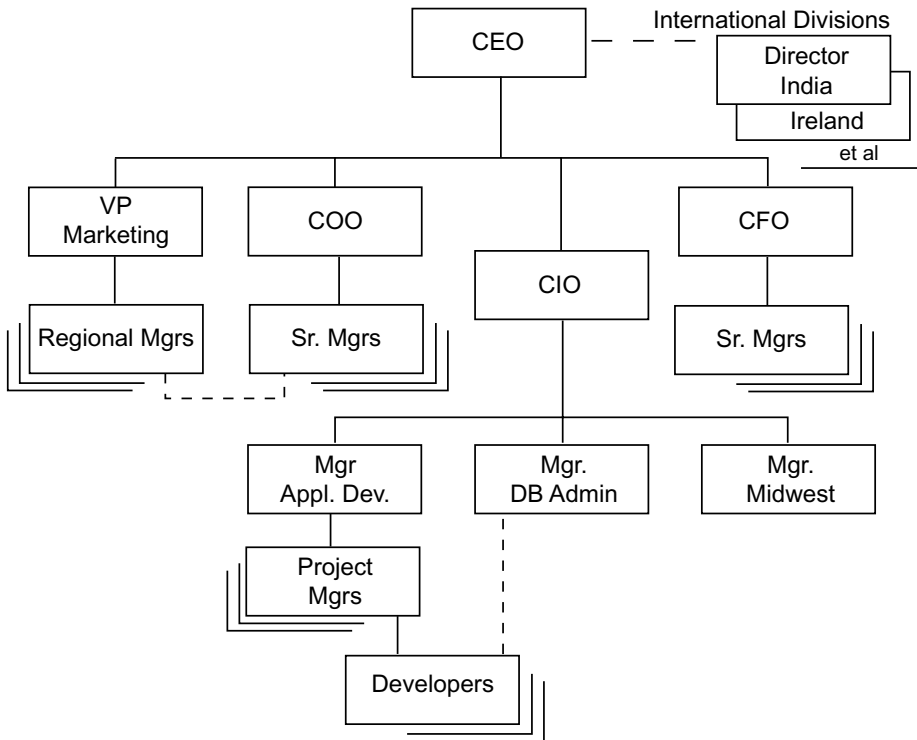 CEO
International Divisions
Director
India
Ireland
et al
VP
Marketing
COO
CIO
CFO
Regional Mgrs
Sr. Mgrs
Sr. Mgrs
Mgr
Appl. Dev.
Mgr.
DB Admin
Mgr.
Midwest
Project
Mgrs
Developers